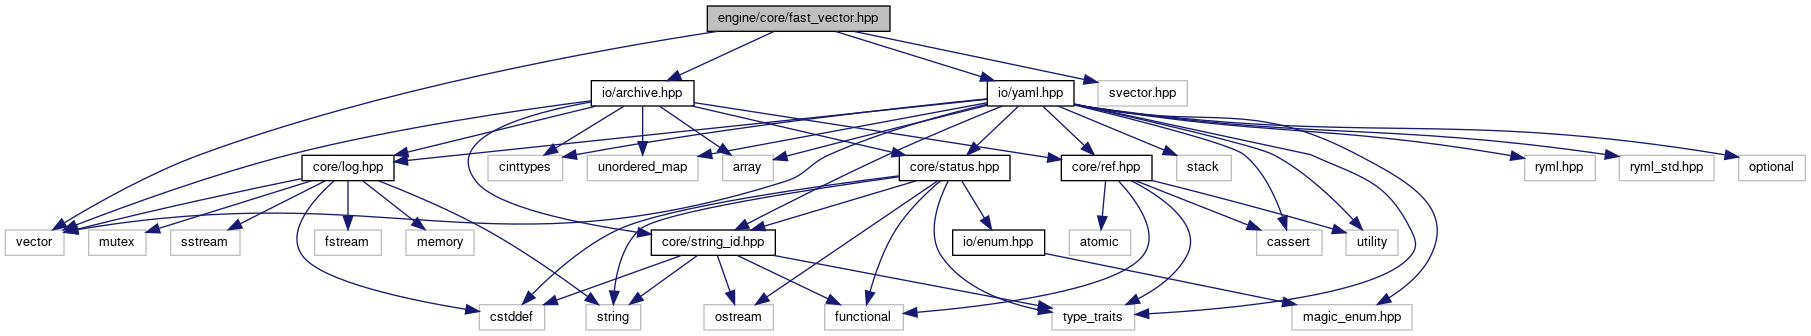 engine/core/fast_vector.hpp
io/archive.hpp
io/yaml.hpp
svector.hpp
core/log.hpp
cinttypes
unordered_map
array
core/status.hpp
core/ref.hpp
stack
ryml.hpp
ryml_std.hpp
optional
vector
mutex
sstream
fstream
memory
core/string_id.hpp
io/enum.hpp
atomic
cassert
utility
cstddef
string
ostream
functional
type_traits
magic_enum.hpp